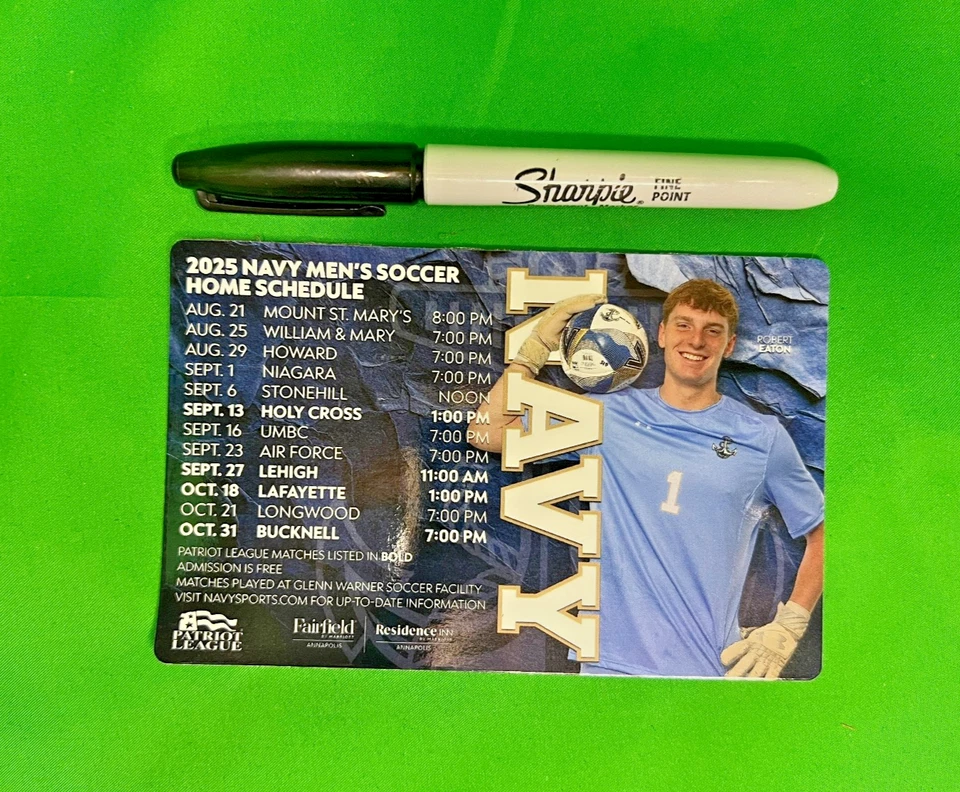 Sharpie® FINE
POINT
2025 NAVY MEN'S SOCCER
HOME SCHEDULE
AUG. 21 MOUNT ST. MARY'S 8:00 PM
AUG. 25 WILLIAM & MARY 7:00 PM
AUG. 29 HOWARD 7:00 PM
SEPT. 1 NIAGARA 7:00 PM
SEPT. 6 STONEHILL NOON
SEPT. 13 HOLY CROSS 1:00 PM
SEPT. 16 UMBC 7:00 PM
SEPT. 23 AIR FORCE 7:00 PM
SEPT. 27 LEHIGH 11:00 AM
OCT. 18 LAFAYETTE 1:00 PM
OCT. 21 LONGWOOD 7:00 PM
OCT. 31 BUCKNELL 7:00 PM
PATRIOT LEAGUE MATCHES LISTED IN BOLD
ADMISSION IS FREE
MATCHES PLAYED AT GLENN WARNER SOCCER FACILITY
VISIT NAVYSPORTS.COM FOR UP-TO-DATE INFORMATION
PATRIOT
LEAGUE
Fairfield
BY MARRIOTT
ANNAPOLIS
Residence INN
BY MARRIOTT
ANNAPOLIS
NAVY
ROBERT
EATON
1